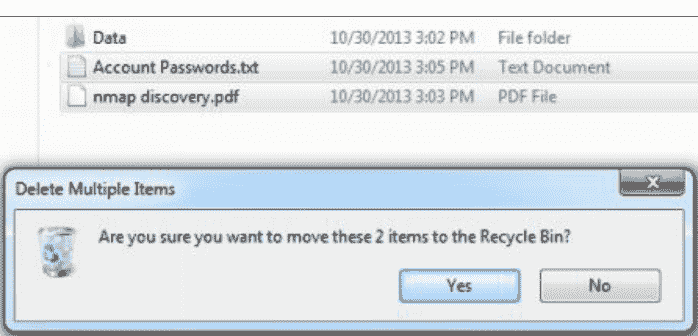 Data 10/30/2013 3:02 PM File folder
Account Passwords.txt 10/30/2013 3:05 PM Text Document
nmap discovery.pdf 10/30/2013 3:03 PM PDF File
Delete Multiple Items
Are you sure you want to move these 2 items to the Recycle Bin?
Yes No